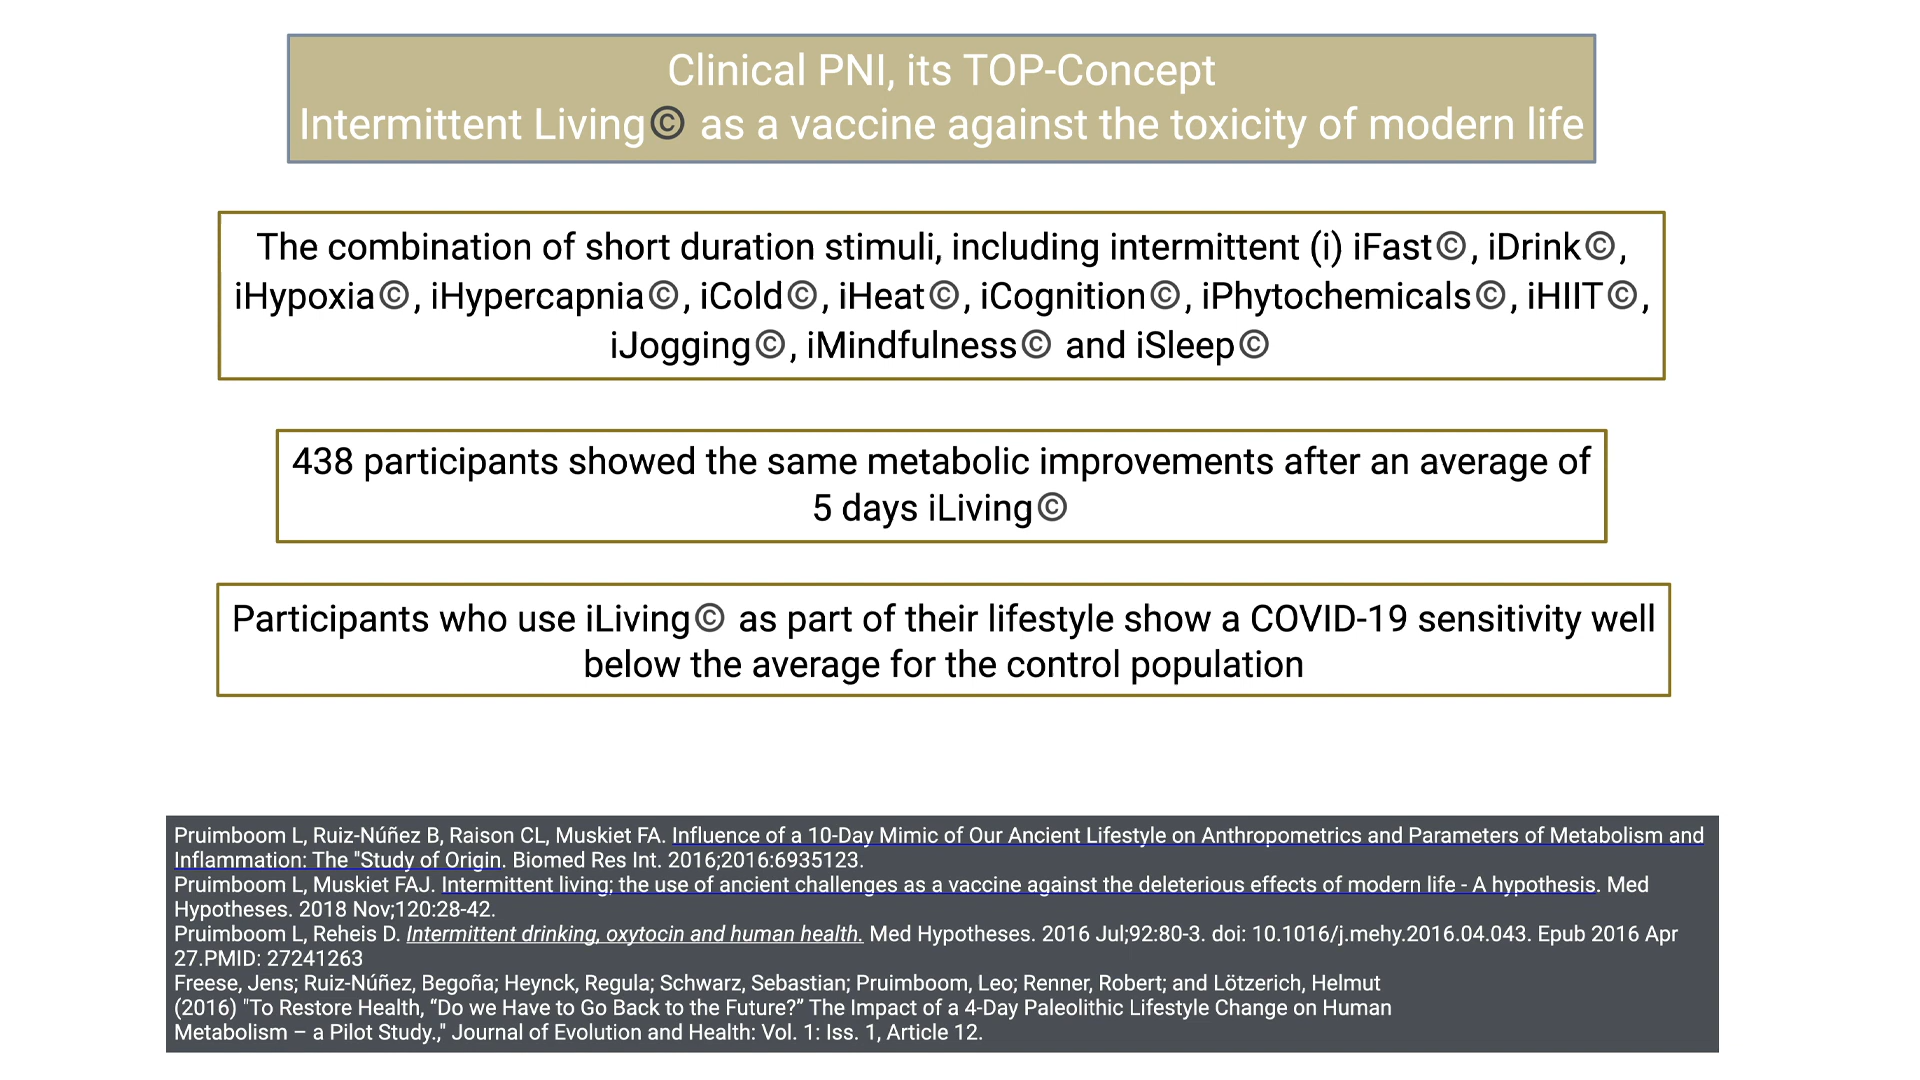 Clinical PNI, its TOP-Concept
Intermittent Living© as a vaccine against the toxicity of modern life
The combination of short duration stimuli, including intermittent (i) iFast©, iDrink©,
iHypoxia©, iHypercapnia©, iCold©, iHeat©, iCognition©, iPhytochemicals©, iHIIT©,
iJogging©, iMindfulness© and iSleep©
438 participants showed the same metabolic improvements after an average of
5 days iLiving©
Participants who use iLiving© as part of their lifestyle show a COVID-19 sensitivity well
below the average for the control population
Pruimboom L, Ruiz-Núñez B, Raison CL, Muskiet FA. Influence of a 10-Day Mimic of Our Ancient Lifestyle on Anthropometrics and Parameters of Metabolism and
Inflammation: The "Study of Origin. Biomed Res Int. 2016;2016:6935123.
Pruimboom L, Muskiet FAJ. Intermittent living; the use of ancient challenges as a vaccine against the deleterious effects of modern life - A hypothesis. Med
Hypotheses. 2018 Nov;120:28-42.
Pruimboom L, Reheis D. Intermittent drinking, oxytocin and human health. Med Hypotheses. 2016 Jul;92:80-3. doi: 10.1016/j.mehy.2016.04.043. Epub 2016 Apr
27.PMID: 27241263
Freese, Jens; Ruiz-Núñez, Begoña; Heynck, Regula; Schwarz, Sebastian; Pruimboom, Leo; Renner, Robert; and Lötzerich, Helmut
(2016) "To Restore Health, “Do we Have to Go Back to the Future?” The Impact of a 4-Day Paleolithic Lifestyle Change on Human
Metabolism – a Pilot Study.," Journal of Evolution and Health: Vol. 1: Iss. 1, Article 12.